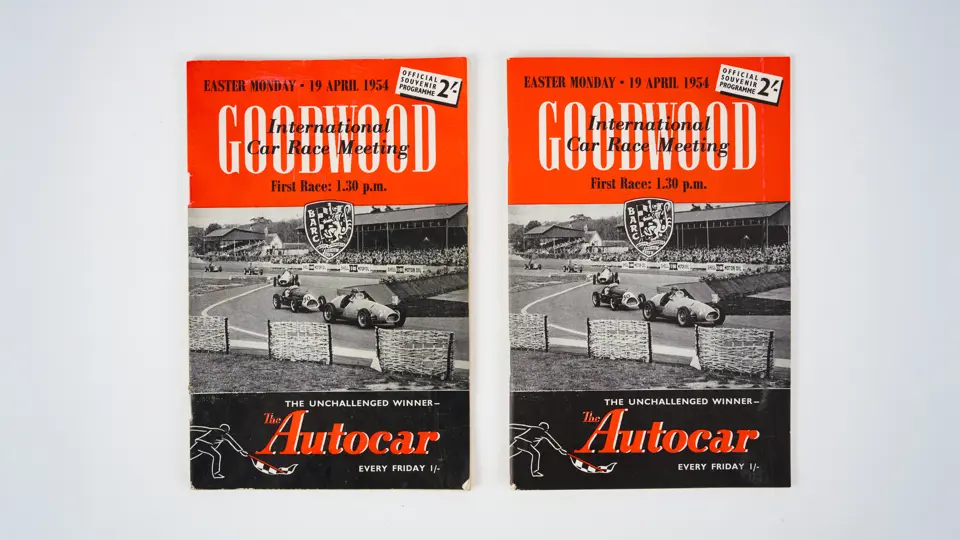 EASTER MONDAY • 19 APRIL 1954
OFFICIAL
SOUVENIR
PROGRAMME
2/-
GOODWOOD
International
Car Race Meeting
First Race: 1.30 p.m.
BARC
THE UNCHALLENGED WINNER–
The Autocar
EVERY FRIDAY 1/-
EASTER MONDAY • 19 APRIL 1954
OFFICIAL
SOUVENIR
PROGRAMME
2/-
GOODWOOD
International
Car Race Meeting
First Race: 1.30 p.m.
BARC
THE UNCHALLENGED WINNER–
The Autocar
EVERY FRIDAY 1/-